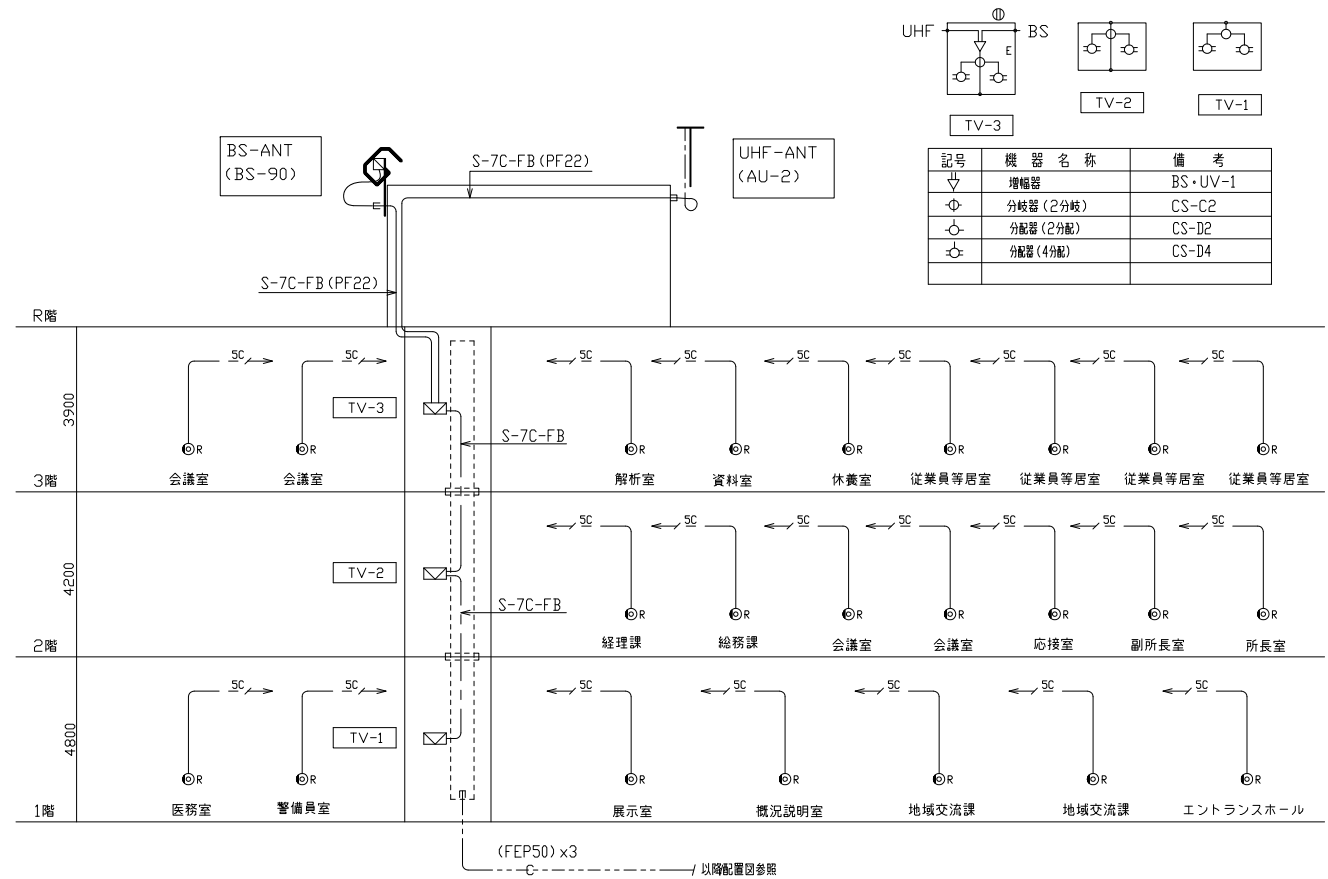 UHF
BS
E
TV-3
TV-2
TV-1
BS-ANT
(BS-90)
S-7C-FB(PF22)
UHF-ANT
(AU-2)
記号 機 器 名 称 備 考
増幅器 BS・UV-1
分岐器(2分岐) CS-C2
分配器(2分配) CS-D2
分配器(4分配) CS-D4
S-7C-FB(PF22)
R階
5C 5C 5C 5C 5C 5C 5C 5C 5C
3900
TV-3
S-7C-FB
R R R R R R R R R
3階
会議室 会議室 解析室 資料室 休養室 従業員等居室 従業員等居室 従業員等居室 従業員等居室
5C 5C 5C 5C 5C 5C 5C
4200
TV-2
S-7C-FB
R R R R R R R
2階
経理課 総務課 会議室 会議室 応接室 副所長室 所長室
5C 5C 5C 5C 5C 5C 5C
4800
TV-1
R R R R R R R
1階
医務室 警備員室 展示室 概況説明室 地域交流課 地域交流課 エントランスホール
(FEP50)x3
C
以降配置図参照